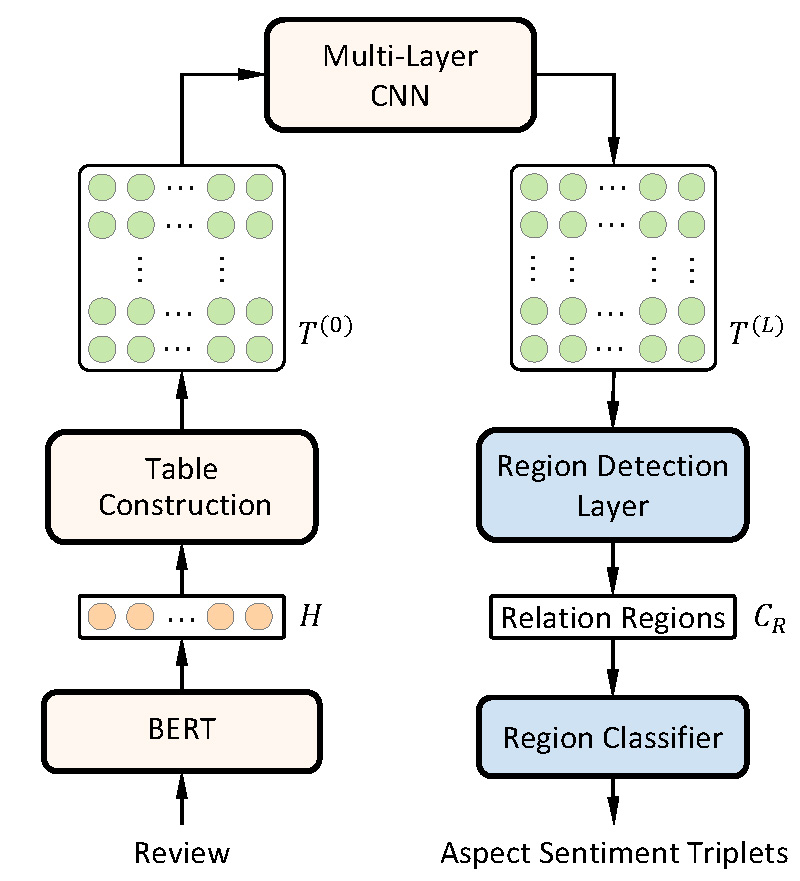 Multi-Layer
CNN
T^(0)
T^(L)
Table
Construction
Region Detection
Layer
H
Relation Regions
C_R
BERT
Region Classifier
Review
Aspect Sentiment Triplets